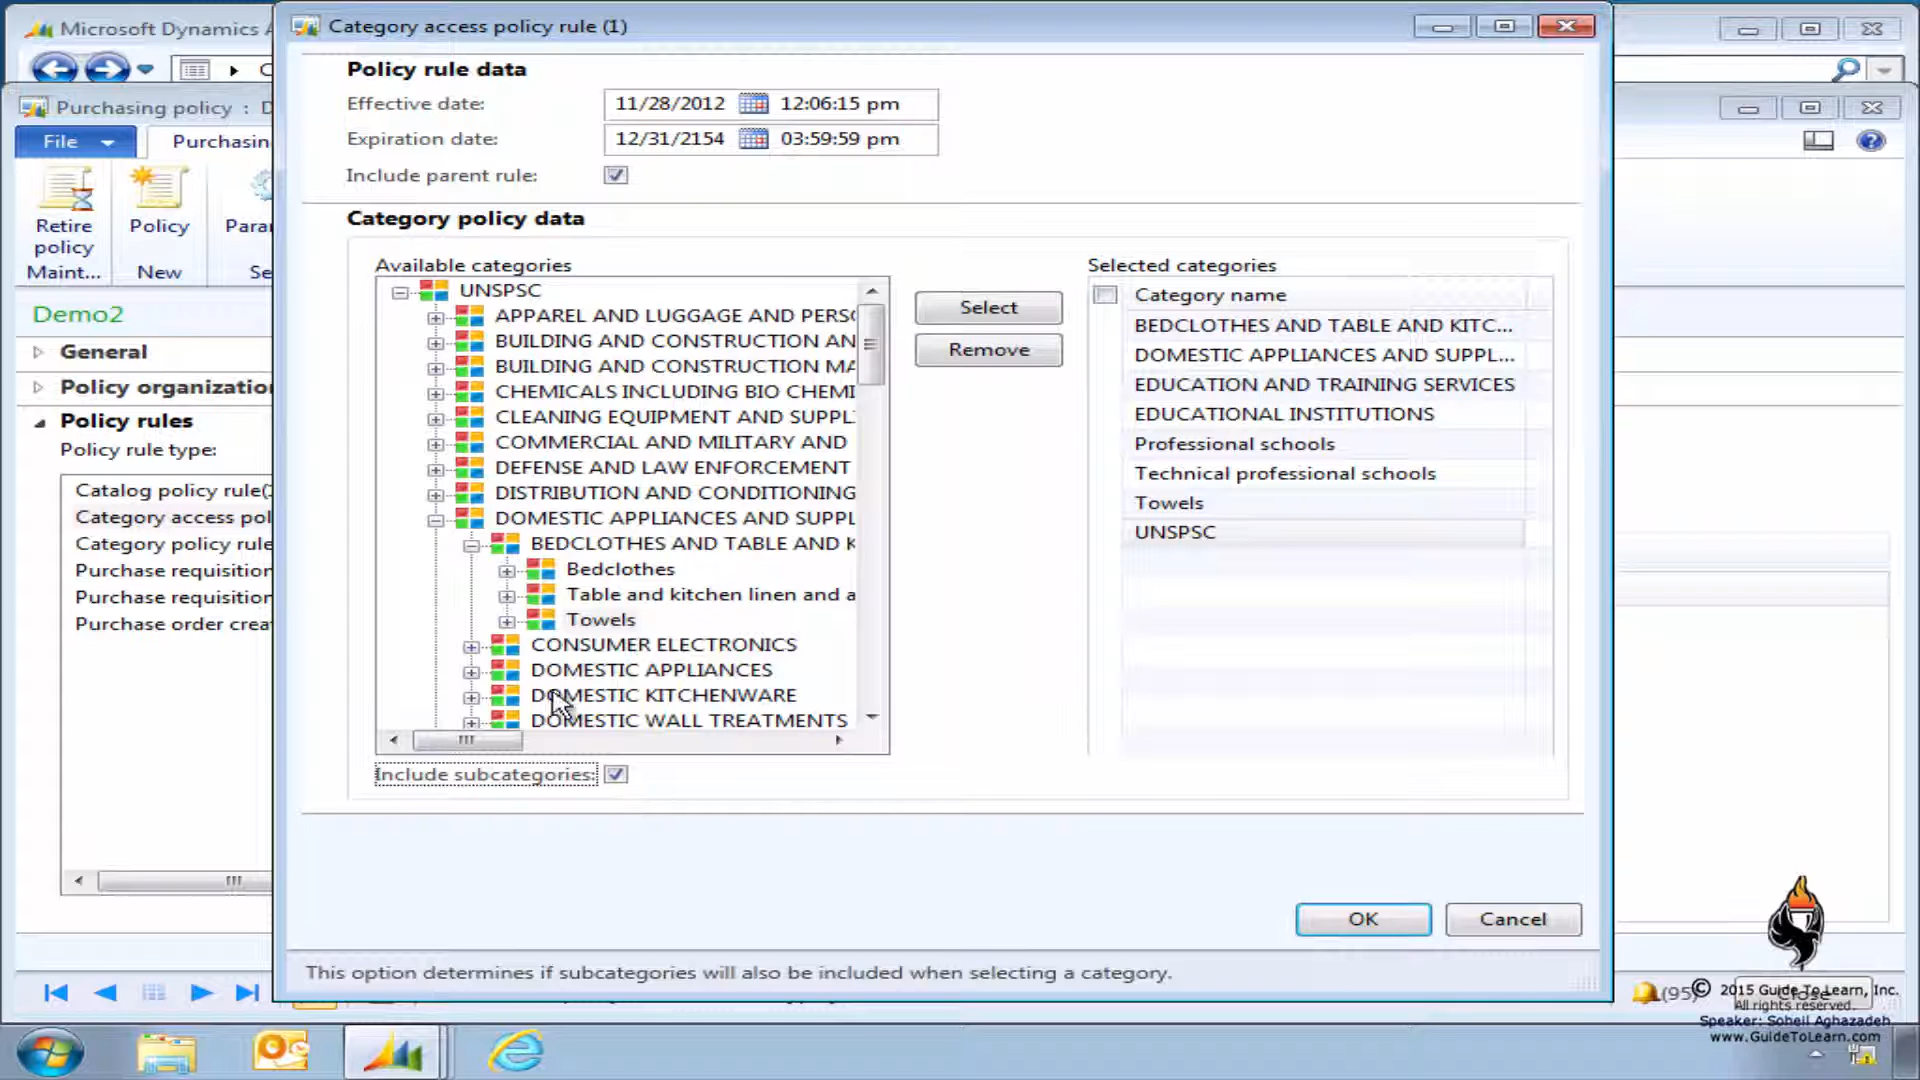 Microsoft Dynamics A
Category access policy rule (1)
Purchasing policy : D
File
Purchasin
Retire policy
Maint...
Policy
New
Para
Se
Demo2
General
Policy organization
Policy rules
Policy rule type:
Catalog policy rule(
Category access pol
Category policy rule
Purchase requisition
Purchase requisition
Purchase order crea
Policy rule data
Effective date:
11/28/2012
12:06:15 pm
Expiration date:
12/31/2154
03:59:59 pm
Include parent rule:
Category policy data
Available categories
UNSPSC
APPAREL AND LUGGAGE AND PERSO
BUILDING AND CONSTRUCTION AN
BUILDING AND CONSTRUCTION MA
CHEMICALS INCLUDING BIO CHEMI
CLEANING EQUIPMENT AND SUPPL
COMMERCIAL AND MILITARY AND
DEFENSE AND LAW ENFORCEMENT
DISTRIBUTION AND CONDITIONING
DOMESTIC APPLIANCES AND SUPPL
BEDCLOTHES AND TABLE AND K
Bedclothes
Table and kitchen linen and a
Towels
CONSUMER ELECTRONICS
DOMESTIC APPLIANCES
DOMESTIC KITCHENWARE
DOMESTIC WALL TREATMENTS
Include subcategories:
Select
Remove
Selected categories
Category name
BEDCLOTHES AND TABLE AND KITC...
DOMESTIC APPLIANCES AND SUPPL...
EDUCATION AND TRAINING SERVICES
EDUCATIONAL INSTITUTIONS
Professional schools
Technical professional schools
Towels
UNSPSC
OK
Cancel
This option determines if subcategories will also be included when selecting a category.
(95)
Close
© 2015 Guide To Learn, Inc.
All rights reserved.
Speaker: Soheil Aghazadeh
www.GuideToLearn.com